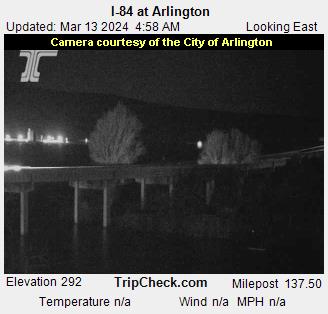 I-84 at Arlington
Updated: Mar 13 2024 4:58 AM Looking East
Camera courtesy of the City of Arlington
Elevation 292 TripCheck.com Milepost 137.50
Temperature n/a Wind n/a MPH n/a